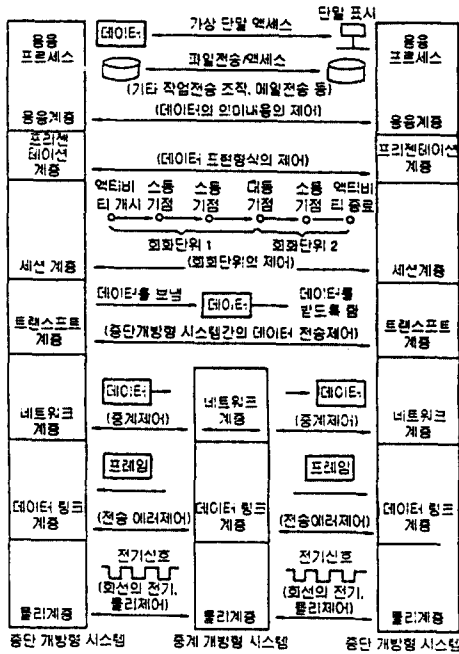 응용
프로세스
데이터
가상 단말 액세스
단말 표시
응용
프로세스
파일전송/액세스
(기타 작업전송 조작, 메일전송 등)
응용계층
(데이터의 의미내용의 제어)
응용계층
프리젠
테이션
계층
(데이터 표현형식의 제어)
프리젠테이션
계층
액티비 소동 소동 대동 소동 액티비
티 개시 기점 기점 기점 기점 티 종료
회화단위 1
회화단위 2
세션 계층
(회화단위의 제어)
세션계층
데이터를 보냄
데이터
데이터를
받도록 함
트랜스포트
계층
(종단개방형 시스템간의 데이터 전송제어)
트랜스포트
계층
데이터
데이터
네트워크
계층
(중계제어)
네트워크
계층
(중계제어)
네트워크
계층
프레임
프레임
데이터 링크
계층
(전송 에러제어)
데이터 링크
계층
(전송에러제어)
데이터 링크
계층
전기신호
전기신호
(회선의 전기,
물리제어)
(회선의 전기,
물리제어)
물리계층
물리계층
물리계층
종단 개방형 시스템
중계 개방형 시스템
종단 개방형 시스템